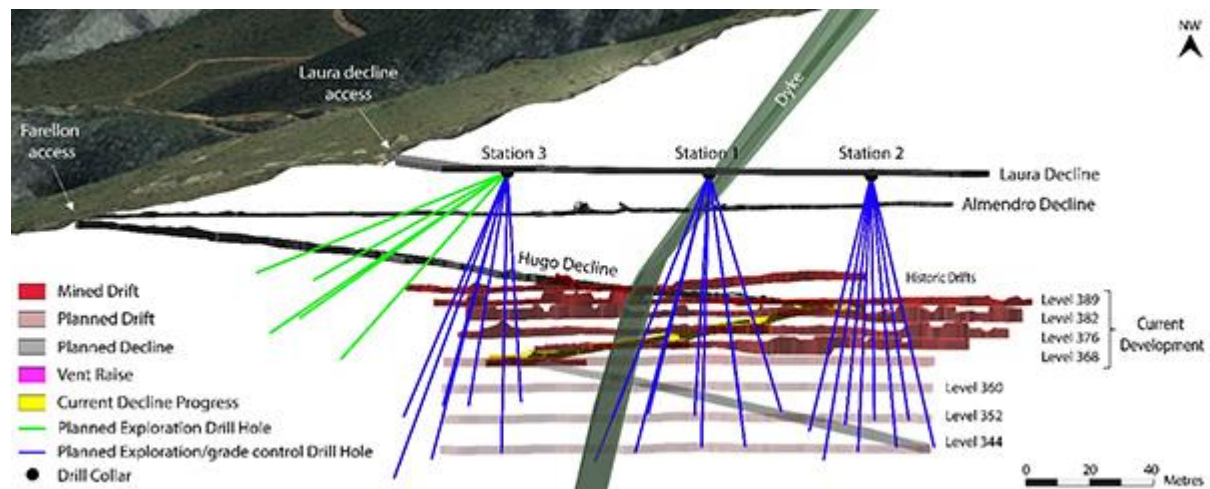 NW
Laura decline
access
Farellon
access
Dyke
Station 3
Station 1
Station 2
Laura Decline
Almendro Decline
Hugo Decline
Historic Drifts
Mined Drift
Planned Drift
Planned Decline
Vent Raise
Current Decline Progress
Planned Exploration Drill Hole
Planned Exploration/grade control Drill Hole
Drill Collar
Level 389
Level 382
Level 376
Level 368
Current
Development
Level 360
Level 352
Level 344
0 20 40
Metres